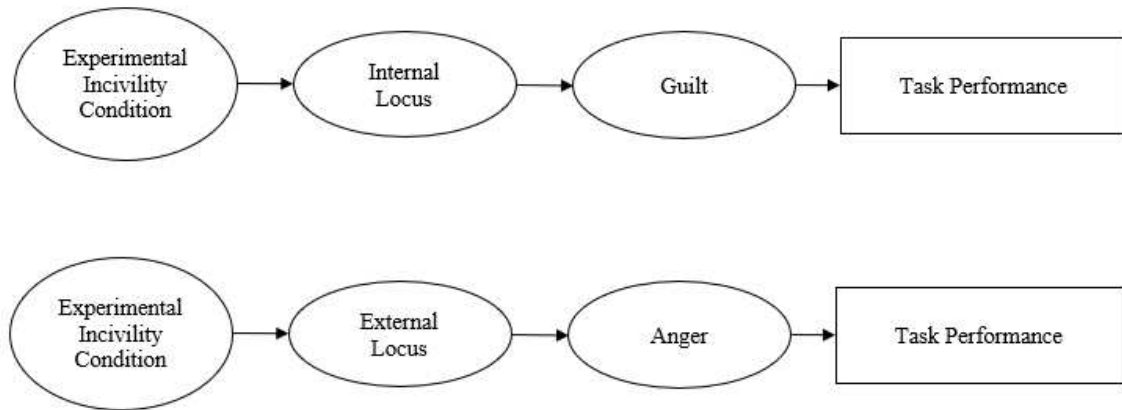 Experimental
Incivility
Condition
Internal
Locus
Guilt
Task Performance
Experimental
Incivility
Condition
External
Locus
Anger
Task Performance